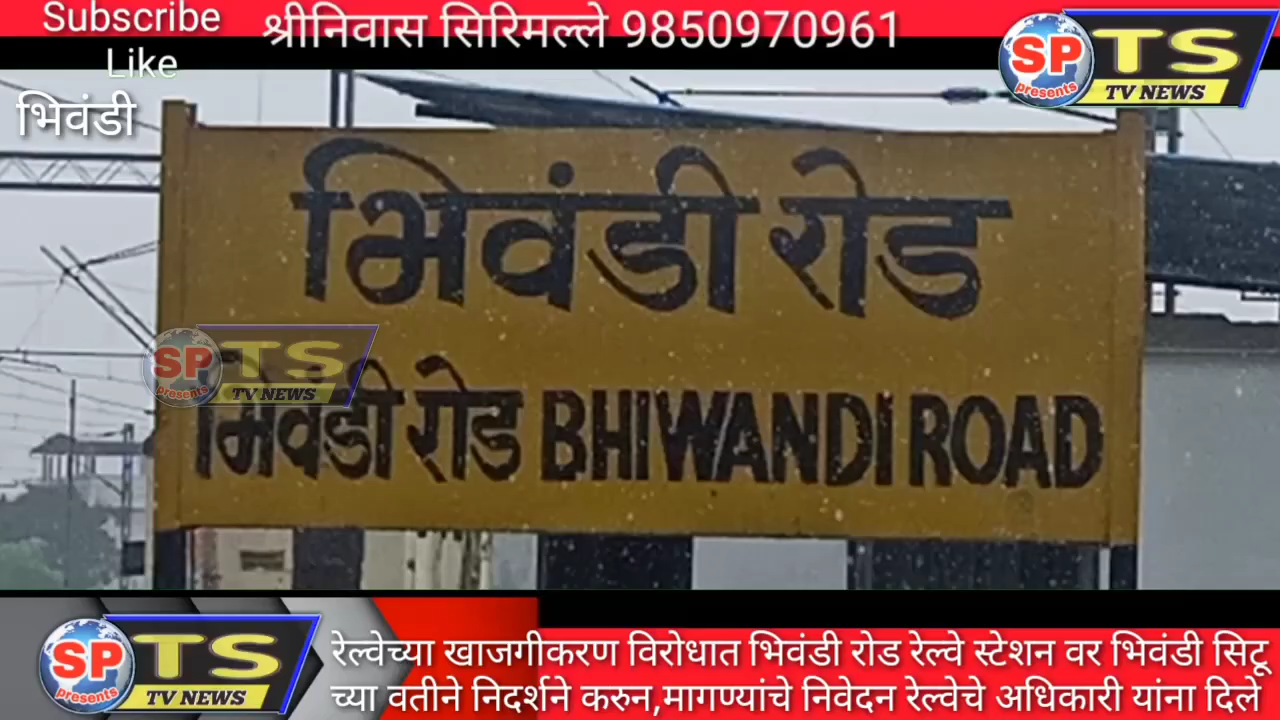 Subscribe
Like
श्रीनिवास सिरिमल्ले 9850970961
SP TS
presents TV NEWS
भिवंडी
भिवंडी रोड
SP TS
presents TV NEWS
भिवंडी रोड BHIWANDI ROAD
SP TS
presents TV NEWS
रेल्वेच्या खाजगीकरण विरोधात भिवंडी रोड रेल्वे स्टेशन वर भिवंडी सिटू
च्या वतीने निदर्शने करुन,मागण्यांचे निवेदन रेल्वेचे अधिकारी यांना दिले